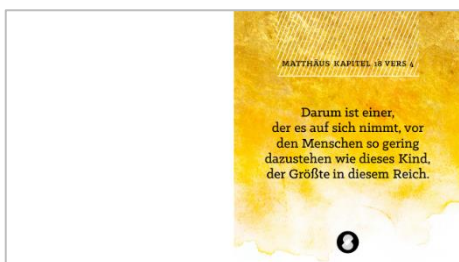 MATTHÄUS KAPITEL 18 VERS 4
Darum ist einer,
der es auf sich nimmt, vor
den Menschen so gering
dazustehen wie dieses Kind,
der Größte in diesem Reich.